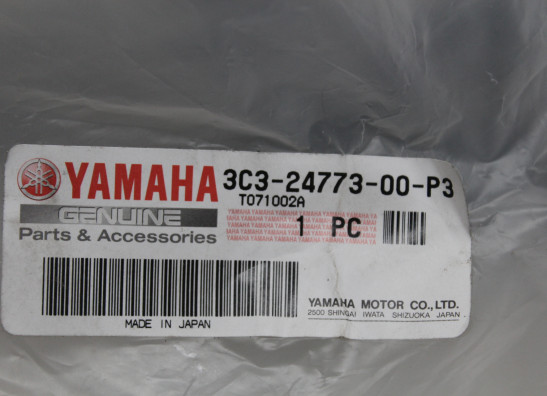 YAMAHA
GENUINE
Parts & Accessories
3C3-24773-00-P3
T071002A
1 PC
MADE IN JAPAN
YAMAHA MOTOR CO., LTD.
2500 SHINGAI IWATA SHIZUOKA JAPAN